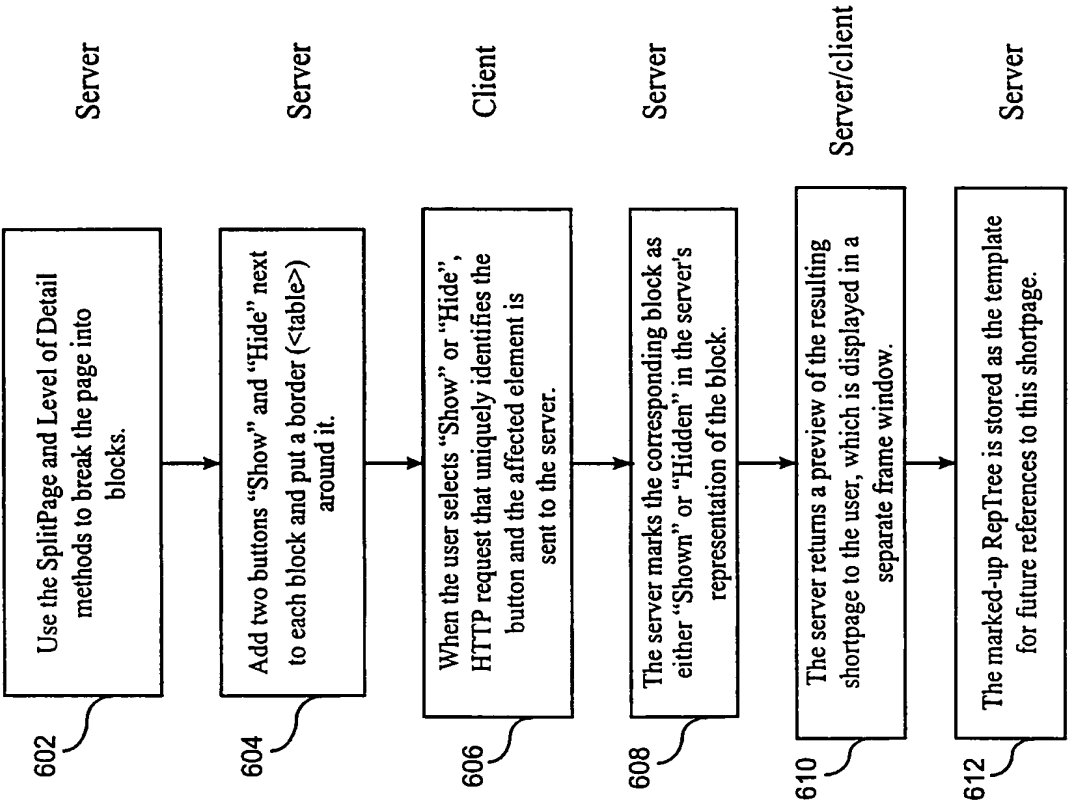 602
Use the SplitPage and Level of Detail
methods to break the page into
blocks.
Server
604
Add two buttons “Show” and “Hide” next
to each block and put a border (<table>)
around it.
Server
606
When the user selects “Show” or “Hide”,
HTTP request that uniquely identifies the
button and the affected element is
sent to the server.
Client
608
The server marks the corresponding block as
either “Shown” or “Hidden” in the server's
representation of the block.
Server
610
The server returns a preview of the resulting
shortpage to the user, which is displayed in a
separate frame window.
Server/client
612
The marked-up RepTree is stored as the template
for future references to this shortpage.
Server